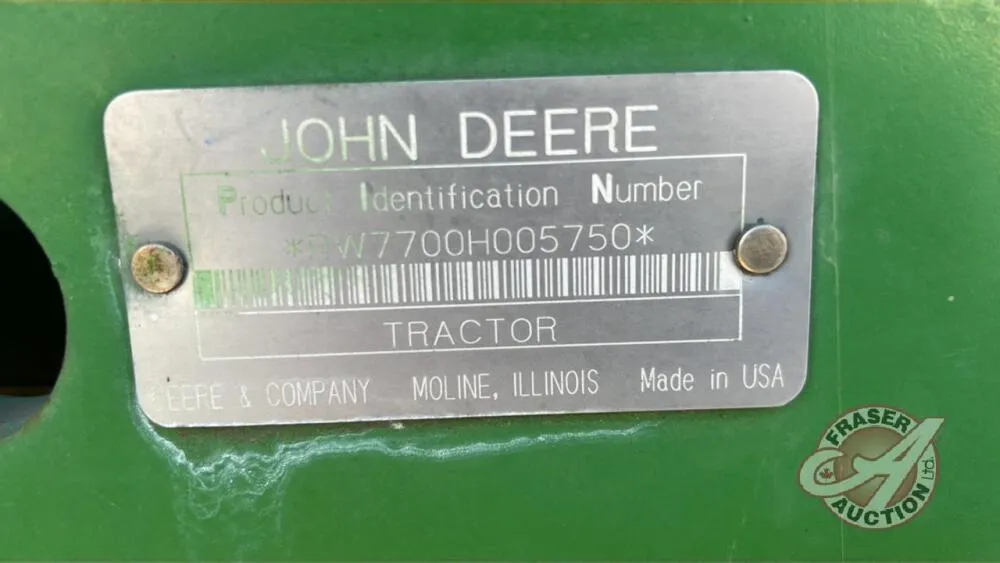 JOHN DEERE
Product Identification Number
*RW7700H005750*
TRACTOR
DEERE & COMPANY MOLINE, ILLINOIS Made in USA
FRASER
AUCTION Ltd.